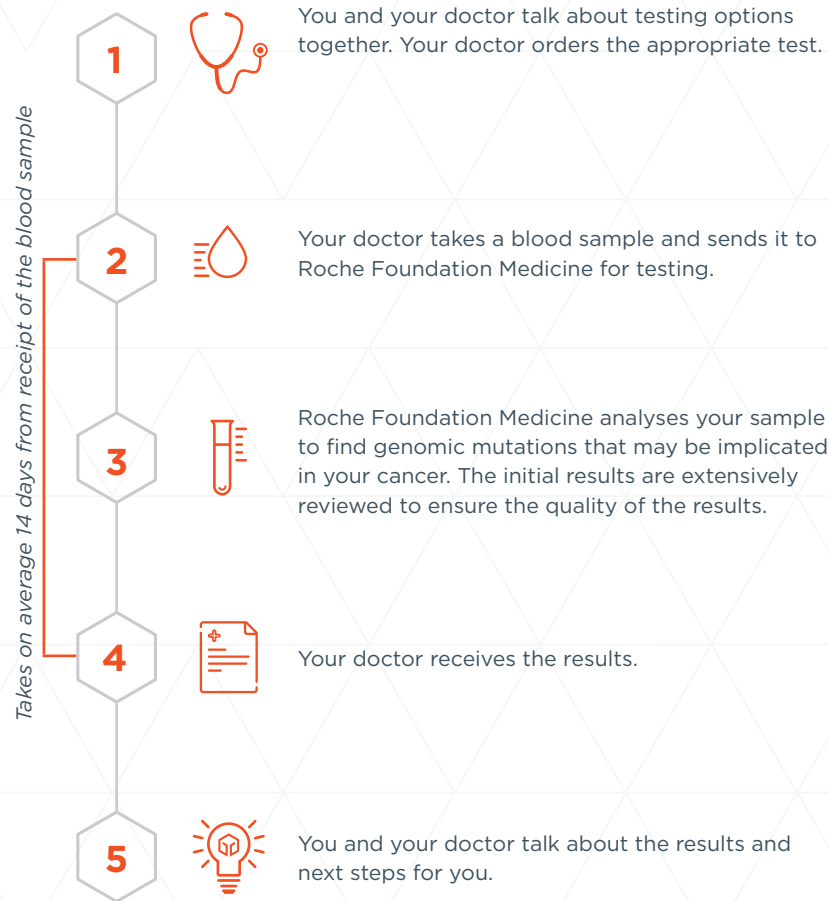 1
You and your doctor talk about testing options
together. Your doctor orders the appropriate test.
Takes on average 14 days from receipt of the blood sample
2
Your doctor takes a blood sample and sends it to
Roche Foundation Medicine for testing.
3
Roche Foundation Medicine analyses your sample
to find genomic mutations that may be implicated
in your cancer. The initial results are extensively
reviewed to ensure the quality of the results.
4
Your doctor receives the results.
5
You and your doctor talk about the results and
next steps for you.